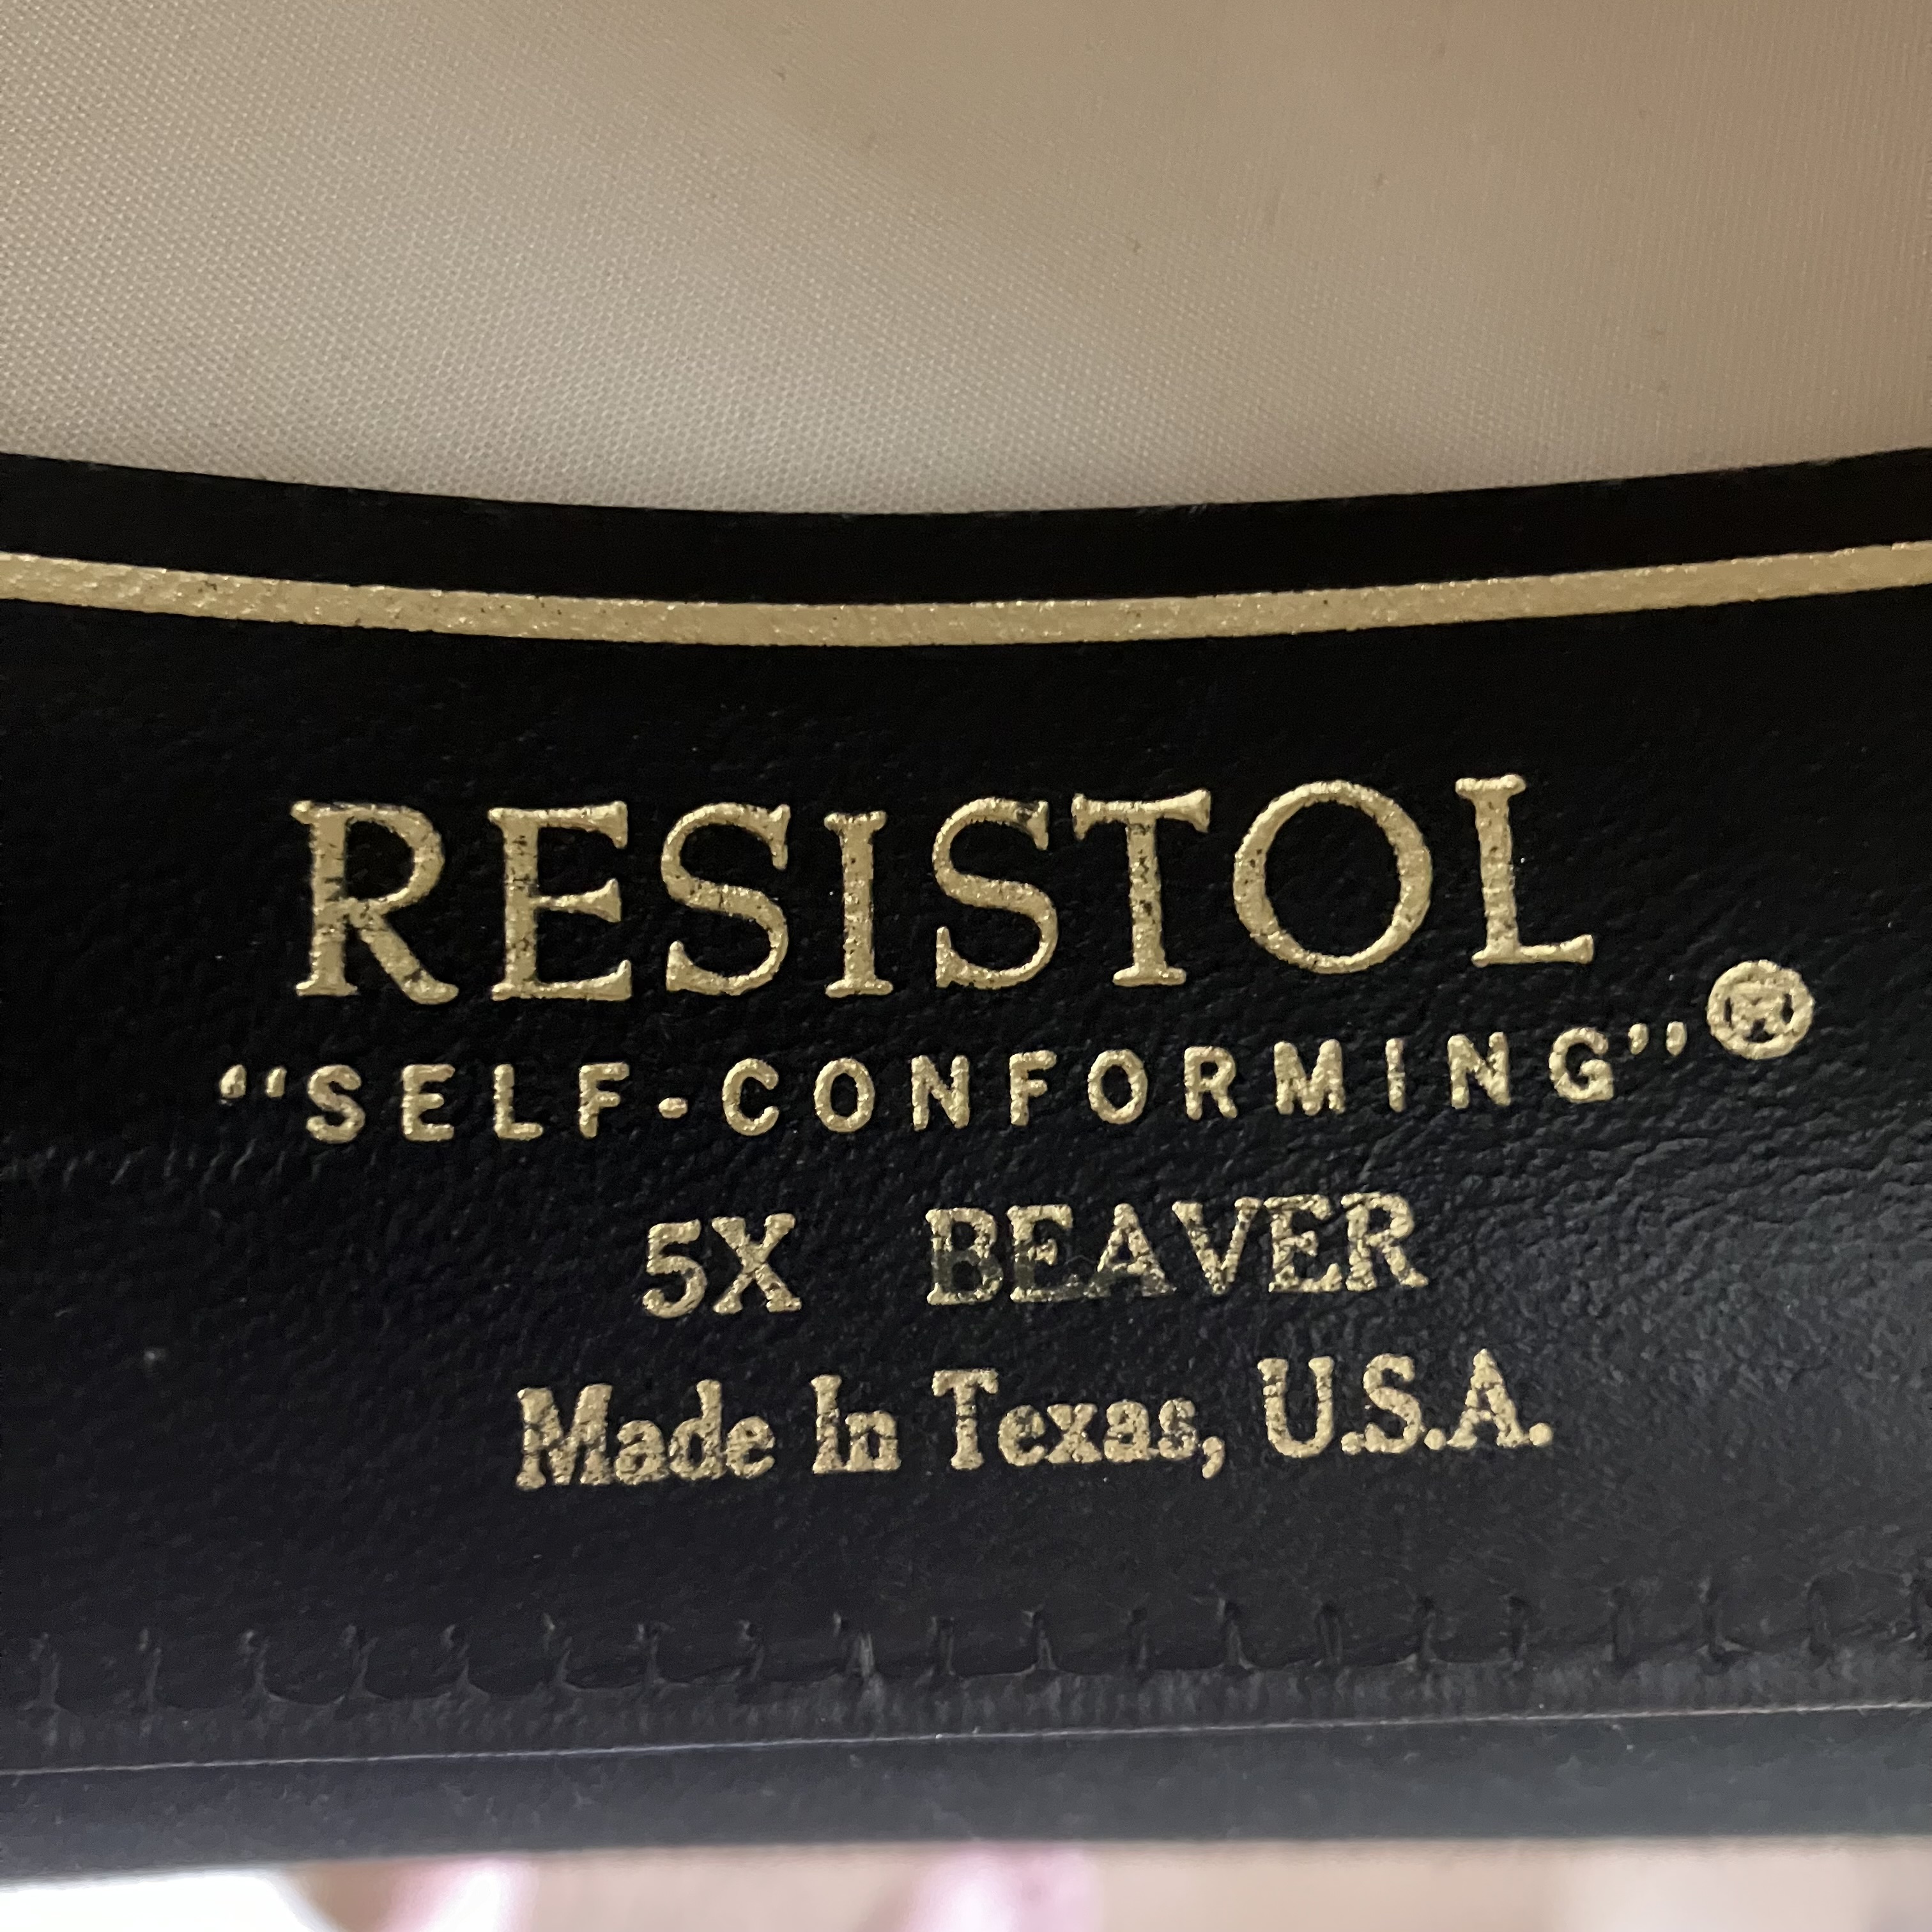 RESISTOL
“SELF-CONFORMING”®
5X BEAVER
Made In Texas, U.S.A.